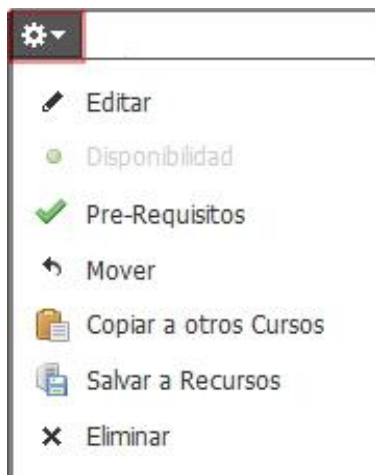 Editar
Disponibilidad
Pre-Requisitos
Mover
Copiar a otros Cursos
Salvar a Recursos
Eliminar